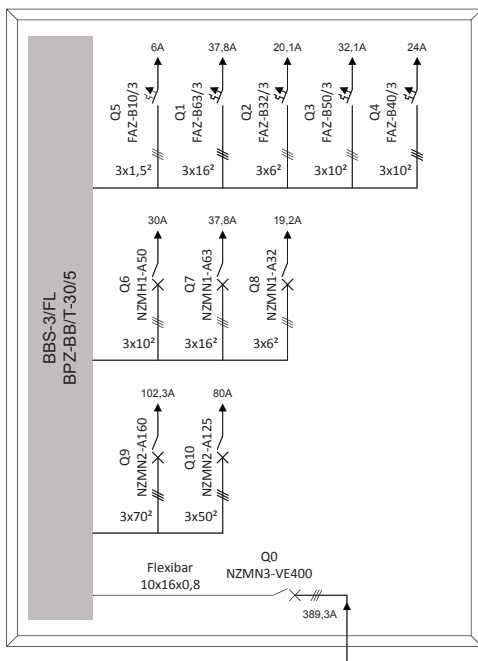 6A
37,8A
20,1A
32,1A
24A
Q5
FAZ-B10/3
Q1
FAZ-B63/3
Q2
FAZ-B32/3
Q3
FAZ-B50/3
Q4
FAZ-B40/3
3x1,5²
3x16²
3x6²
3x10²
3x10²
BBS-3/FL
BPZ-BB/T-30/5
30A
37,8A
19,2A
Q6
NZMH1-A50
Q7
NZMN1-A63
Q8
NZMN1-A32
3x10²
3x16²
3x6²
102,3A
80A
Q9
NZMN2-A160
Q10
NZMN2-A125
3x70²
3x50²
Flexibar
10x16x0,8
Q0
NZMN3-VE400
389,3A